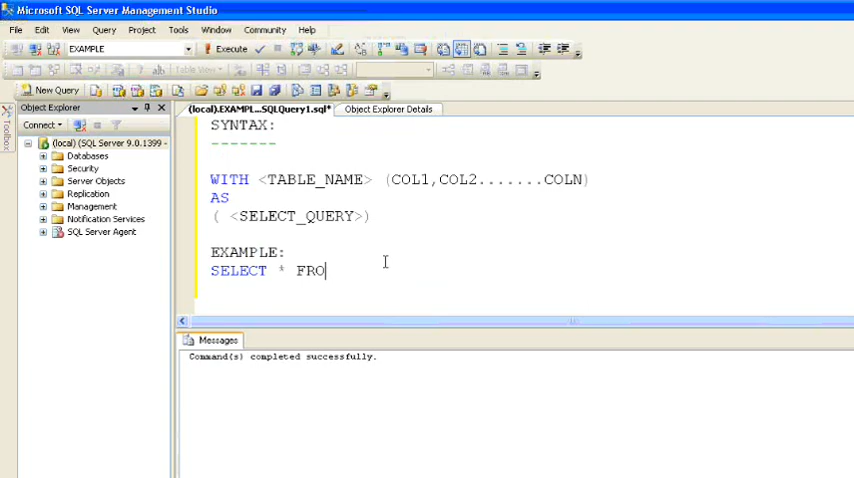 Microsoft SQL Server Management Studio
File Edit View Query Project Tools Window Community Help
EXAMPLE Execute
Table View
New Query
Object Explorer
(local).EXAMPL...SQLQuery1.sql* Object Explorer Details
Toolbox
Connect
(local) (SQL Server 9.0.1399 -
Databases
Security
Server Objects
Replication
Management
Notification Services
SQL Server Agent
SYNTAX:
-------
WITH <TABLE_NAME> (COL1,COL2.......COLN)
AS
( <SELECT_QUERY>)
EXAMPLE:
SELECT * FRO
Messages
Command(s) completed successfully.